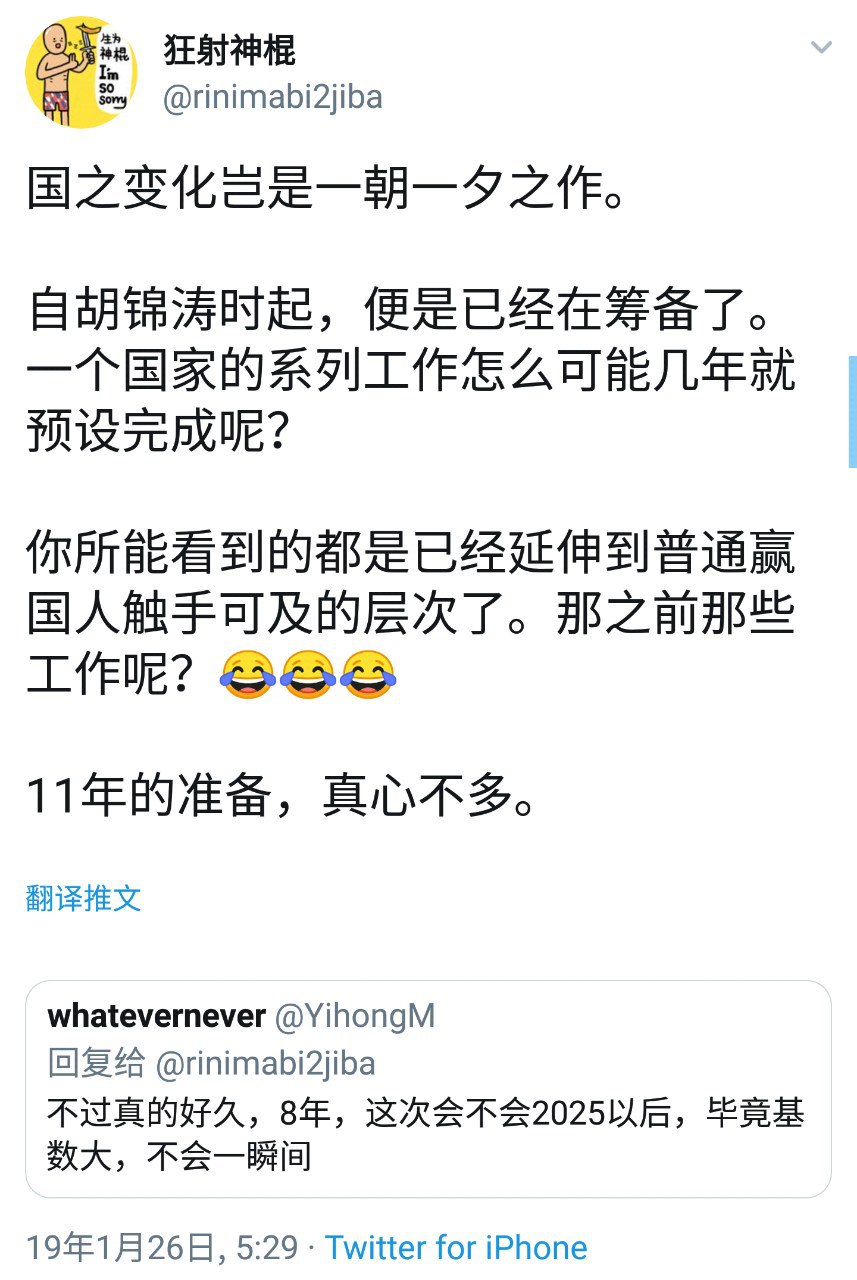 生为
神棍
I'm
so
sorry
狂射神棍
@rinimabi2jiba
国之变化岂是一朝一夕之作。
自胡锦涛时起，便是已经在筹备了。
一个国家的系列工作怎么可能几年就
预设完成呢？
你所能看到的都是已经延伸到普通赢
国人触手可及的层次了。那之前那些
工作呢？😂😂😂
11年的准备，真心不多。
翻译推文
whatevernever @YihongM
回复给 @rinimabi2jiba
不过真的好久，8年，这次会不会2025以后，毕竟基
数大，不会一瞬间
19年1月26日, 5:29 · Twitter for iPhone